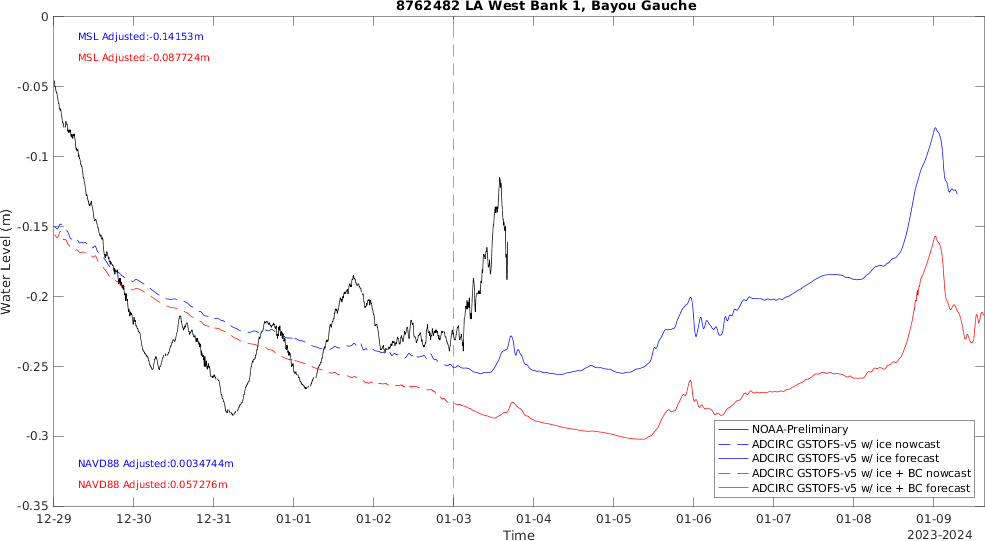 8762482 LA West Bank 1, Bayou Gauche
MSL Adjusted:-0.14153m
MSL Adjusted:-0.087724m
0
-0.05
-0.1
-0.15
-0.2
-0.25
-0.3
-0.35
Water Level (m)
NAVD88 Adjusted:0.0034744m
NAVD88 Adjusted:0.057276m
NOAA-Preliminary
ADCIRC GSTOFS-v5 w/ ice nowcast
ADCIRC GSTOFS-v5 w/ ice forecast
ADCIRC GSTOFS-v5 w/ ice + BC nowcast
ADCIRC GSTOFS-v5 w/ ice + BC forecast
12-29 12-30 12-31 01-01 01-02 01-03 01-04 01-05 01-06 01-07 01-08 01-09
Time
2023-2024